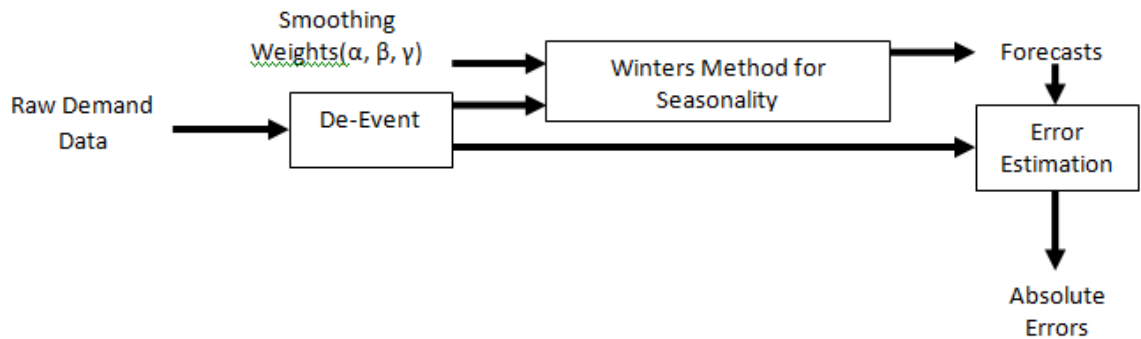 Smoothing
Weights(α, β, γ)
Winters Method for
Seasonality
Forecasts
Raw Demand
Data
De-Event
Error
Estimation
Absolute
Errors